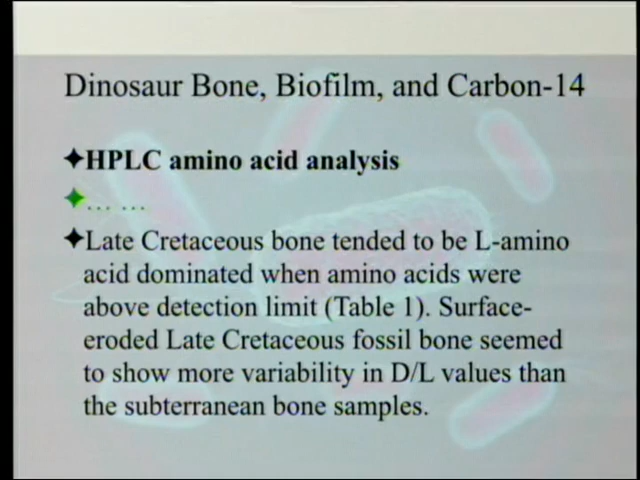 Dinosaur Bone, Biofilm, and Carbon-14
✦HPLC amino acid analysis
✦… …
✦Late Cretaceous bone tended to be L-amino
acid dominated when amino acids were
above detection limit (Table 1). Surface-
eroded Late Cretaceous fossil bone seemed
to show more variability in D/L values than
the subterranean bone samples.